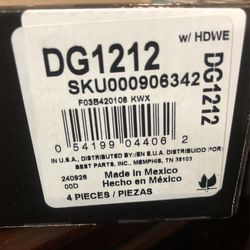 w/ HDWE
DG1212
SKU000906342
F03B420106 KWX
DG1212
0 54199 04406 2
IN U.S.A., DISTRIBUTED BY:/EN E.U.A. DISTRIBUIDO POR:
BEST PARTS, INC., MEMPHIS, TN 38103
240926
00D
Made in Mexico
Hecho en México
4 PIECES / PIEZAS